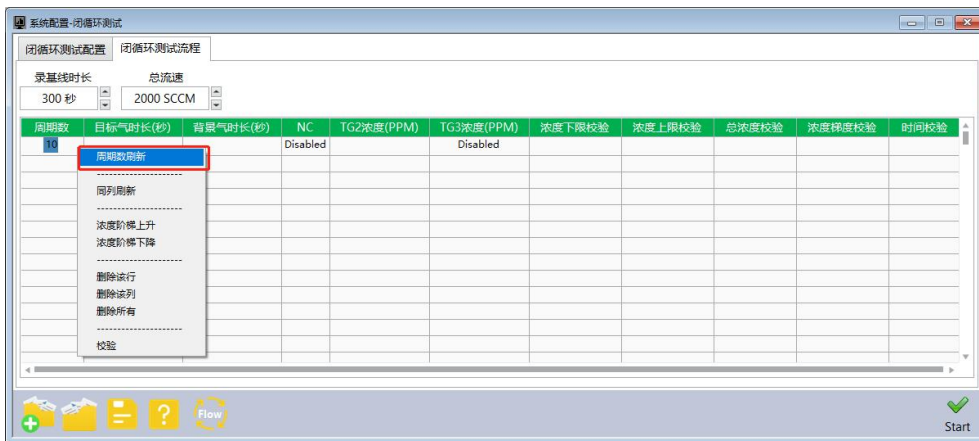 系统配置-闭循环测试
闭循环测试配置 闭循环测试流程
录基线时长 总流速
300 秒 2000 SCCM
周期数 目标气时长(秒) 背景气时长(秒) NC TG2浓度(PPM) TG3浓度(PPM) 浓度下限校验 浓度上限校验 总浓度校验 浓度梯度校验 时间校验
10 Disabled Disabled
周期数刷新
--------------------
同列刷新
--------------------
浓度阶梯上升
浓度阶梯下降
--------------------
删除该行
删除该列
删除所有
--------------------
校验
Flow
Start